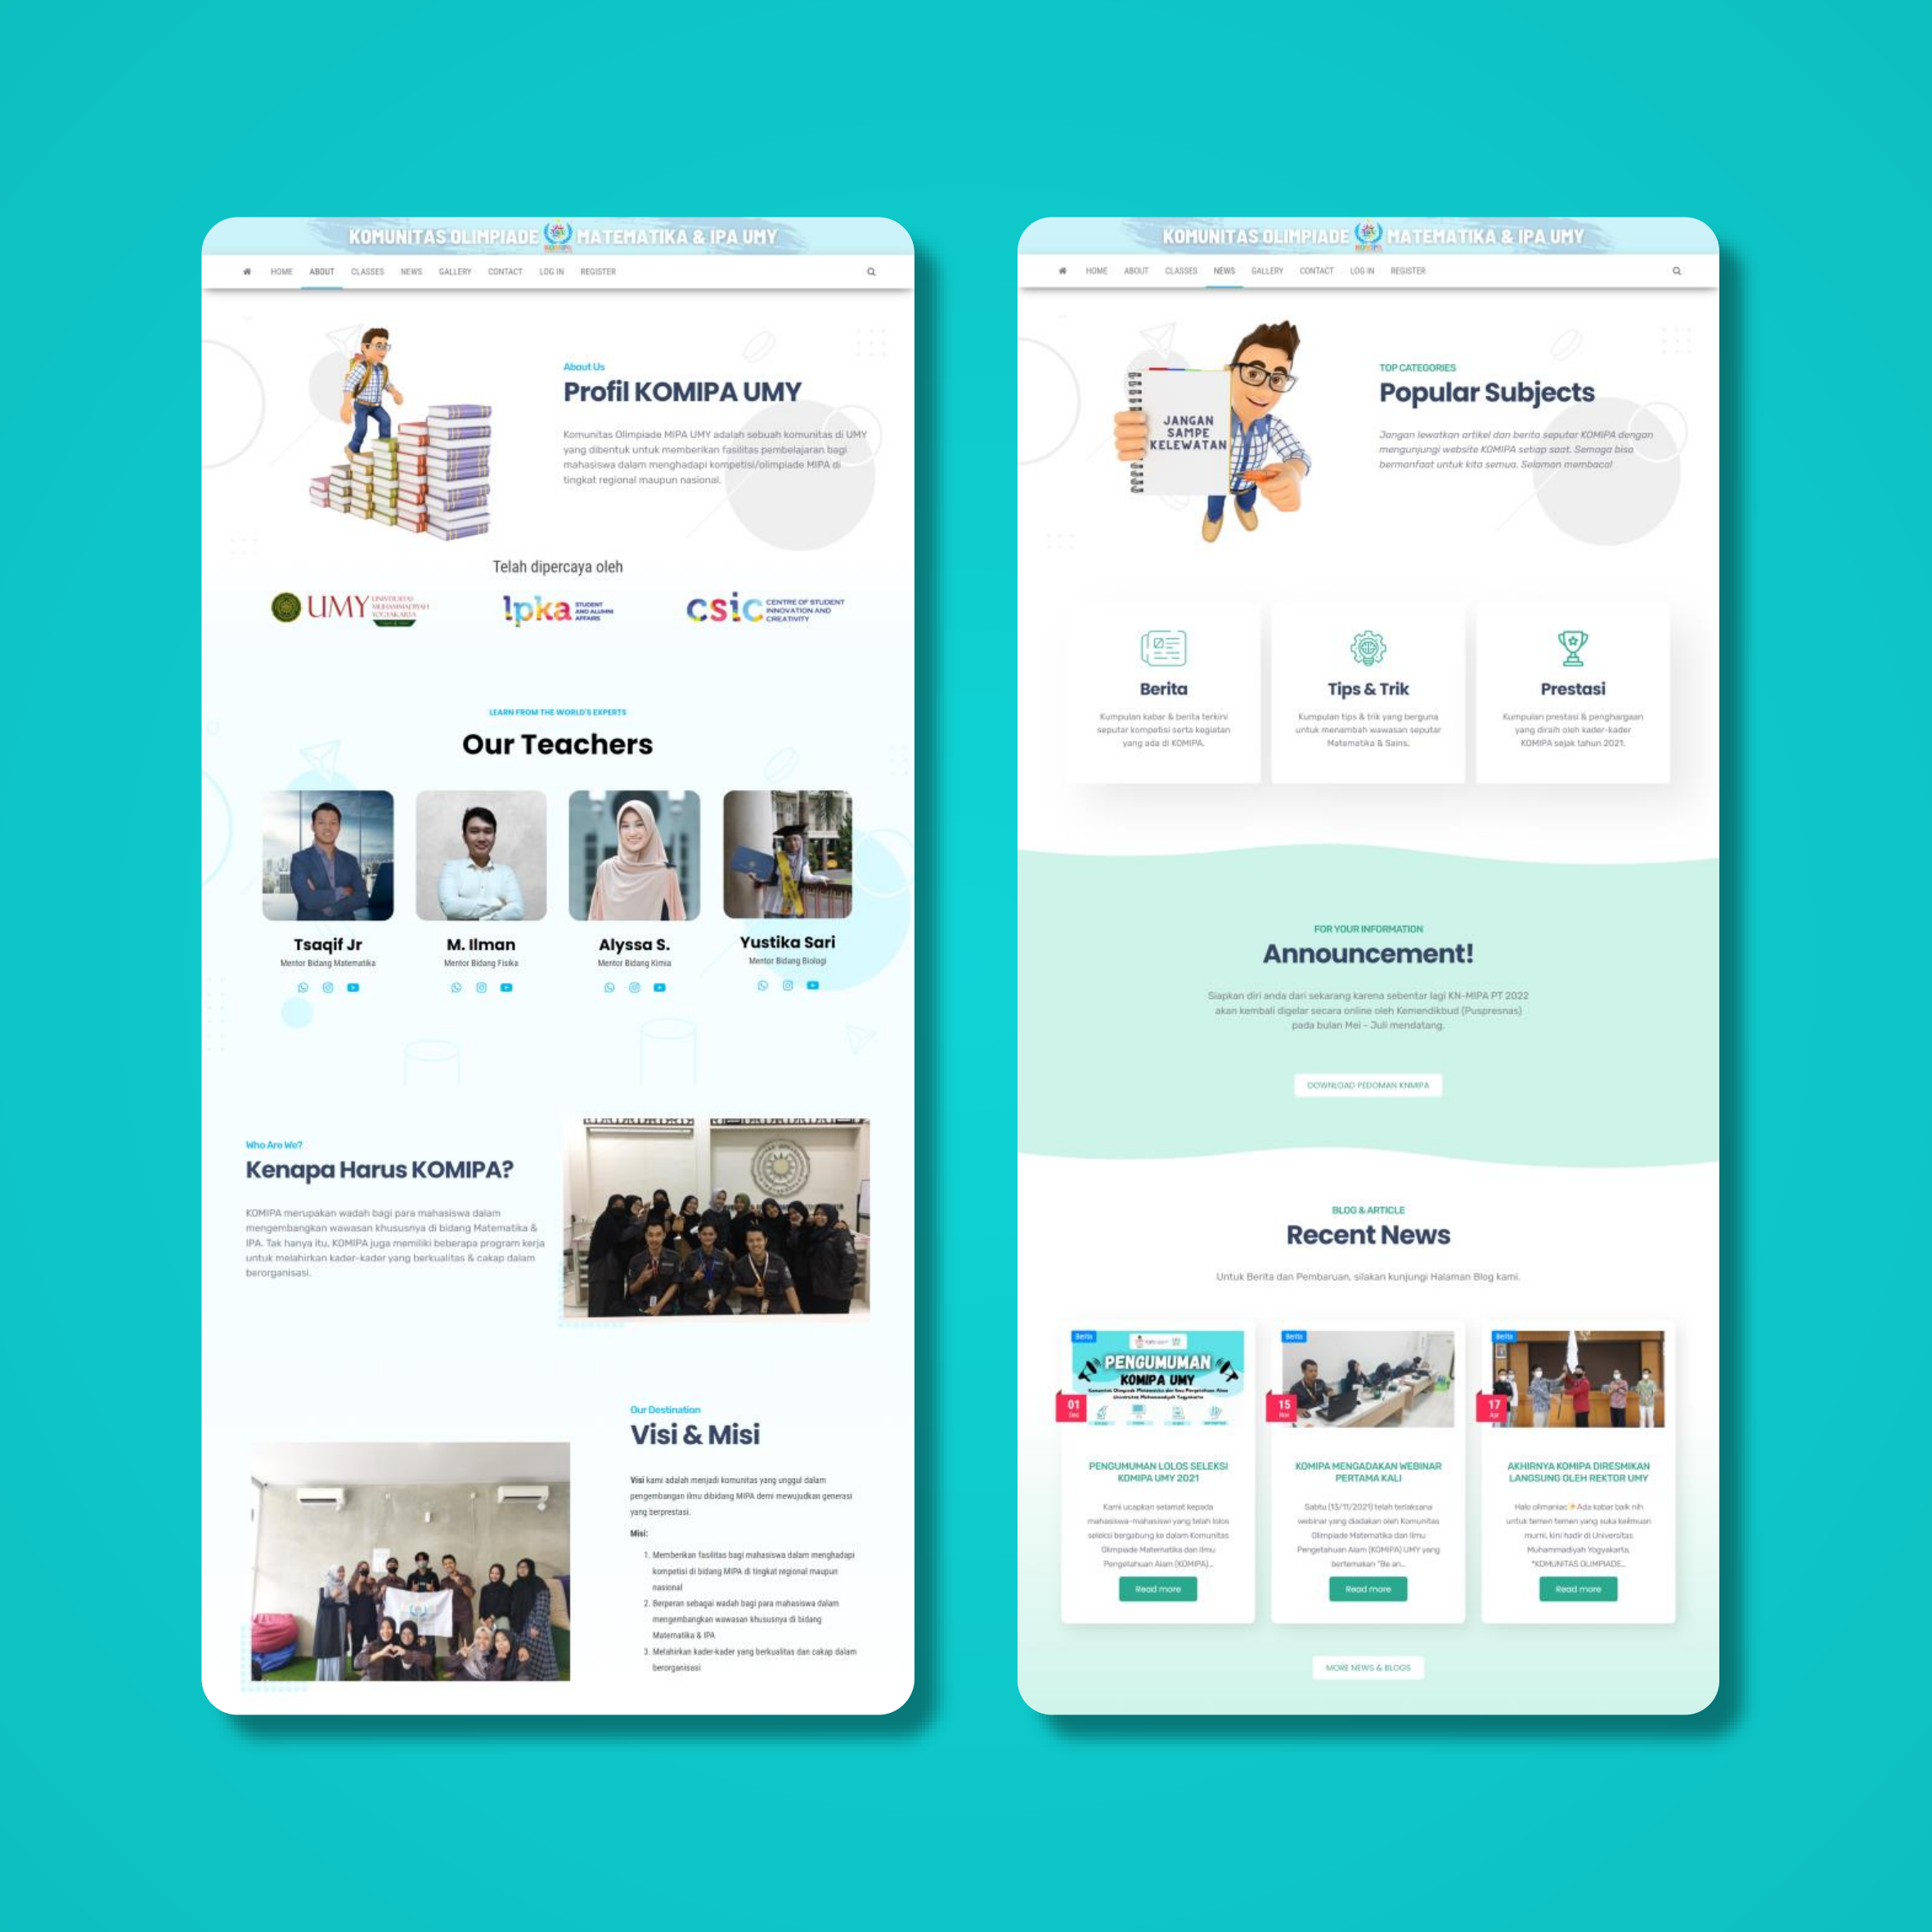 KOMUNITAS OLIMPIADE MATEMATIKA & IPA UMY
HOME ABOUT CLASSES NEWS GALLERY CONTACT LOG IN REGISTER
About Us
Profil KOMIPA UMY
Komunitas Olimpiade MIPA UMY adalah sebuah komunitas di UMY
yang dibentuk untuk memberikan fasilitas pembelajaran bagi
mahasiswa dalam menghadapi kompetisi/olimpiade MIPA di
tingkat regional maupun nasional.
Telah dipercaya oleh
UMY UNIVERSITAS
MUHAMMADIYAH
YOGYAKARTA
lpka STUDENT
AND ALUMNI
AFFAIRS
csic CENTRE OF STUDENT
INNOVATION AND
CREATIVITY
LEARN FROM THE WORLD'S EXPERTS
Our Teachers
Tsaqif Jr
Mentor Bidang Matematika
M. Ilman
Mentor Bidang Fisika
Alyssa S.
Mentor Bidang Kimia
Yustika Sari
Mentor Bidang Biologi
Who Are We?
Kenapa Harus KOMIPA?
KOMIPA merupakan wadah bagi para mahasiswa dalam
mengembangkan wawasan khususnya di bidang Matematika &
IPA. Tak hanya itu, KOMIPA juga memiliki beberapa program kerja
untuk melahirkan kader-kader yang berkualitas & cakap dalam
berorganisasi.
Our Destination
Visi & Misi
Visi kami adalah menjadi komunitas yang unggul dalam
pengembangan ilmu dibidang MIPA demi mewujudkan generasi
yang berprestasi.
Misi:
1. Memberikan fasilitas bagi mahasiswa dalam menghadapi
kompetisi di bidang MIPA di tingkat regional maupun
nasional
2. Berperan sebagai wadah bagi para mahasiswa dalam
mengembangkan wawasan khususnya di bidang
Matematika & IPA
3. Melahirkan kader-kader yang berkualitas dan cakap dalam
berorganisasi
KOMUNITAS OLIMPIADE MATEMATIKA & IPA UMY
HOME ABOUT CLASSES NEWS GALLERY CONTACT LOG IN REGISTER
JANGAN
SAMPE
KELEWATAN
TOP CATEGORIES
Popular Subjects
Jangan lewatkan artikel dan berita seputar KOMIPA dengan
mengunjungi website KOMIPA setiap saat. Semoga bisa
bermanfaat untuk kita semua. Selaman membaca!
Berita
Kumpulan kabar & berita terkini
seputar kompetisi serta kegiatan
yang ada di KOMIPA.
Tips & Trik
Kumpulan tips & trik yang berguna
untuk menambah wawasan seputar
Matematika & Sains.
Prestasi
Kumpulan prestasi & penghargaan
yang diraih oleh kader-kader
KOMIPA sejak tahun 2021.
FOR YOUR INFORMATION
Announcement!
Siapkan diri anda dari sekarang karena sebentar lagi KN-MIPA PT 2022
akan kembali digelar secara online oleh Kemendikbud (Puspresnas)
pada bulan Mei - Juli mendatang.
DOWNLOAD PEDOMAN KNMIPA
BLOG & ARTICLE
Recent News
Untuk Berita dan Pembaruan, silakan kunjungi Halaman Blog kami.
Berita
PENGUMUMAN
KOMIPA UMY
Komunitas Olimpiade Matematika dan Ilmu Pengetahuan Alam
Universitas Muhammadiyah Yogyakarta
01
Dec
PENGUMUMAN LOLOS SELEKSI
KOMIPA UMY 2021
Kami ucapkan selamat kepada
mahasiswa-mahasiswi yang telah lolos
seleksi bergabung ke dalam Komunitas
Olimpiade Matematika dan Ilmu
Pengetahuan Alam (KOMIPA)...
Read more
Berita
15
Nov
KOMIPA MENGADAKAN WEBINAR
PERTAMA KALI
Sabtu (13/11/2021) telah terlaksana
webinar yang diadakan oleh Komunitas
Olimpiade Matematika dan Ilmu
Pengetahuan Alam (KOMIPA) UMY yang
bertemakan "Be an...
Read more
Berita
17
Apr
AKHIRNYA KOMIPA DIRESMIKAN
LANGSUNG OLEH REKTOR UMY
Halo olimaniac✨ Ada kabar baik nih
untuk temen temen yang suka keilmuan
murni, kini hadir di Universitas
Muhammadiyah Yogyakarta,
"KOMUNITAS OLIMPIADE...
Read more
MORE NEWS & BLOGS